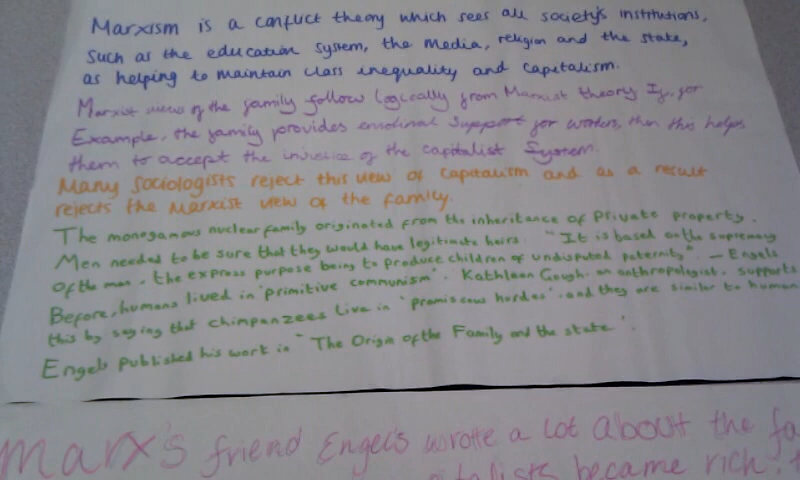 Marxism is a conflict theory which sees all society's institutions,
such as the education system, the media, religion and the state,
as helping to maintain class inequality and capitalism.
Marxist views of the family follow logically from Marxist theory If, for
Example, the family provides emotional support for workers, then this helps
them to accept the injustice of the capitalist System.
Many sociologists reject this view of capitalism and as a result
rejects the Marxist view of the family.
The monogamous nuclear family originated from the inheritance of Private property.
Men needed to be sure that they would have legitimate heirs "It is based on the supremacy
of the man. the express purpose being to produce children of undisputed paternity". - Engels
Before, humans lived in 'primitive communism'. Kathleen Gough- an anthropologist, supports
this by saying that chimpanzees live in 'promiscuous hordes' and they are similar to human
Engels published his work in "The Origin of the Family and the state'.
Marx's friend Engels wrote a lot about the fa
became rich.